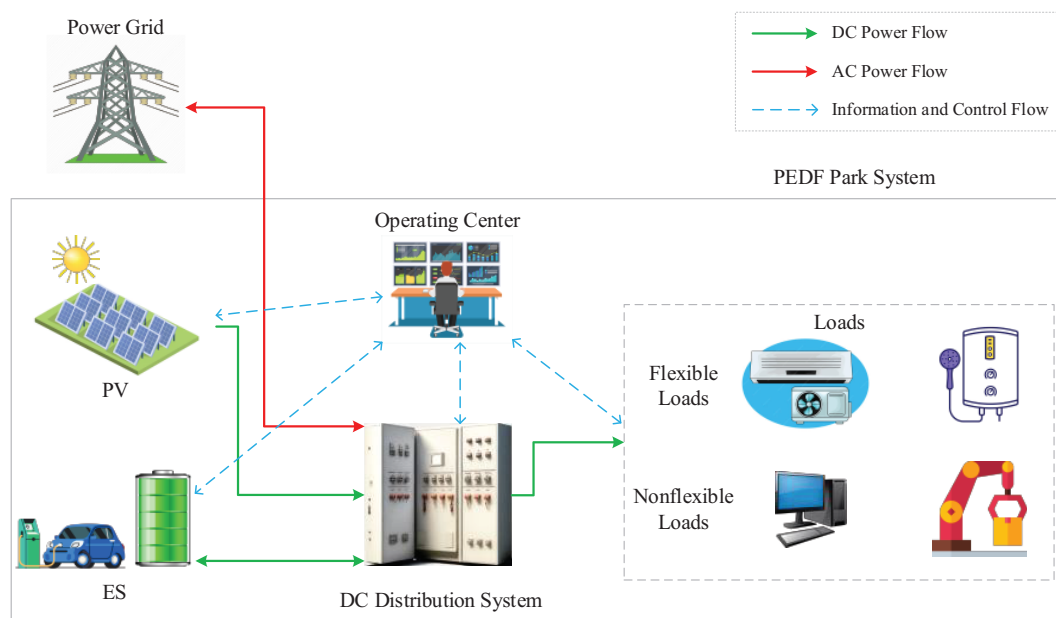 Power Grid
DC Power Flow
AC Power Flow
Information and Control Flow
PEDF Park System
Operating Center
PV
Loads
Flexible
Loads
Nonflexible
Loads
ES
DC Distribution System